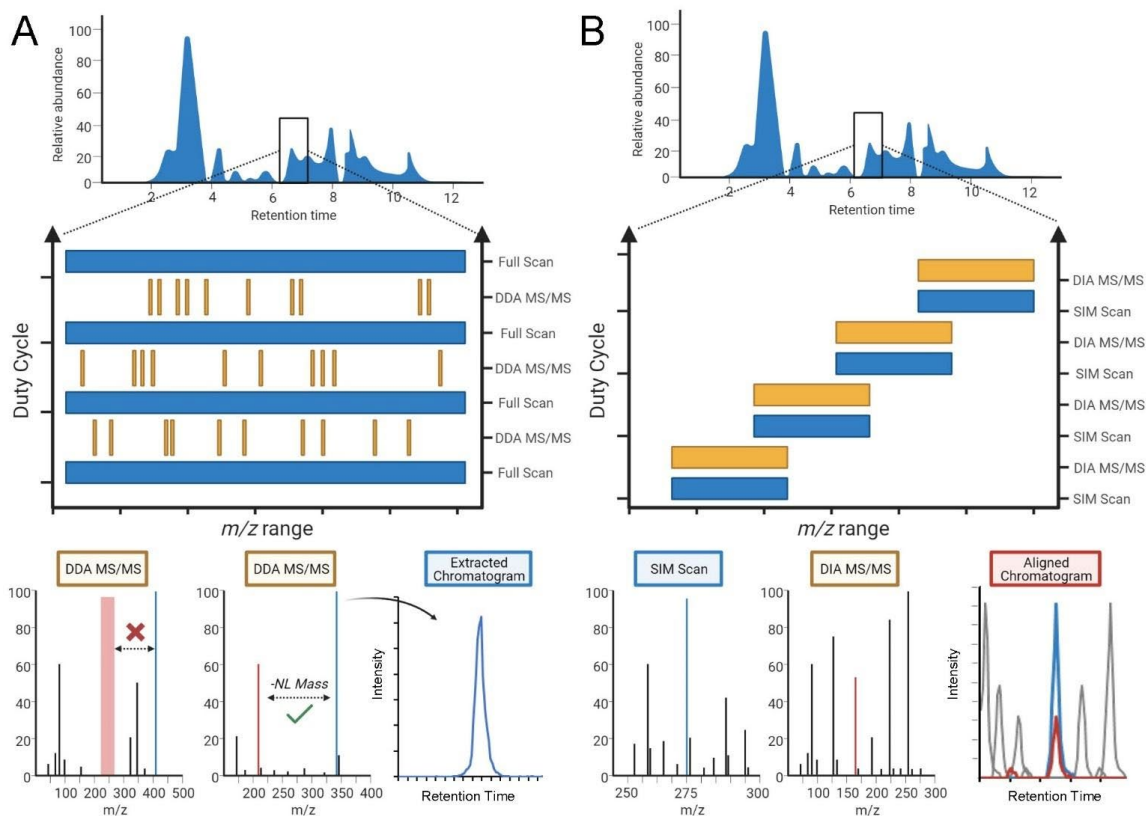 A
Relative abundance
100
80
60
40
20
0
2 4 6 8 10 12
Retention time
Duty Cycle
Full Scan
DDA MS/MS
Full Scan
DDA MS/MS
Full Scan
DDA MS/MS
Full Scan
m/z range
DDA MS/MS
100
80
60
40
20
0
100 200 300 400 500
m/z
DDA MS/MS
100
80
60
40
20
0
-NL Mass
200 250 300 350 400
m/z
Extracted
Chromatogram
Intensity
Retention Time
B
Relative abundance
100
80
60
40
20
0
2 4 6 8 10 12
Retention time
Duty Cycle
DIA MS/MS
SIM Scan
DIA MS/MS
SIM Scan
DIA MS/MS
SIM Scan
DIA MS/MS
SIM Scan
m/z range
SIM Scan
100
80
60
40
20
0
250 275 300
m/z
DIA MS/MS
100
80
60
40
20
0
50 100 150 200 250 300
m/z
Aligned
Chromatogram
Intensity
Retention Time